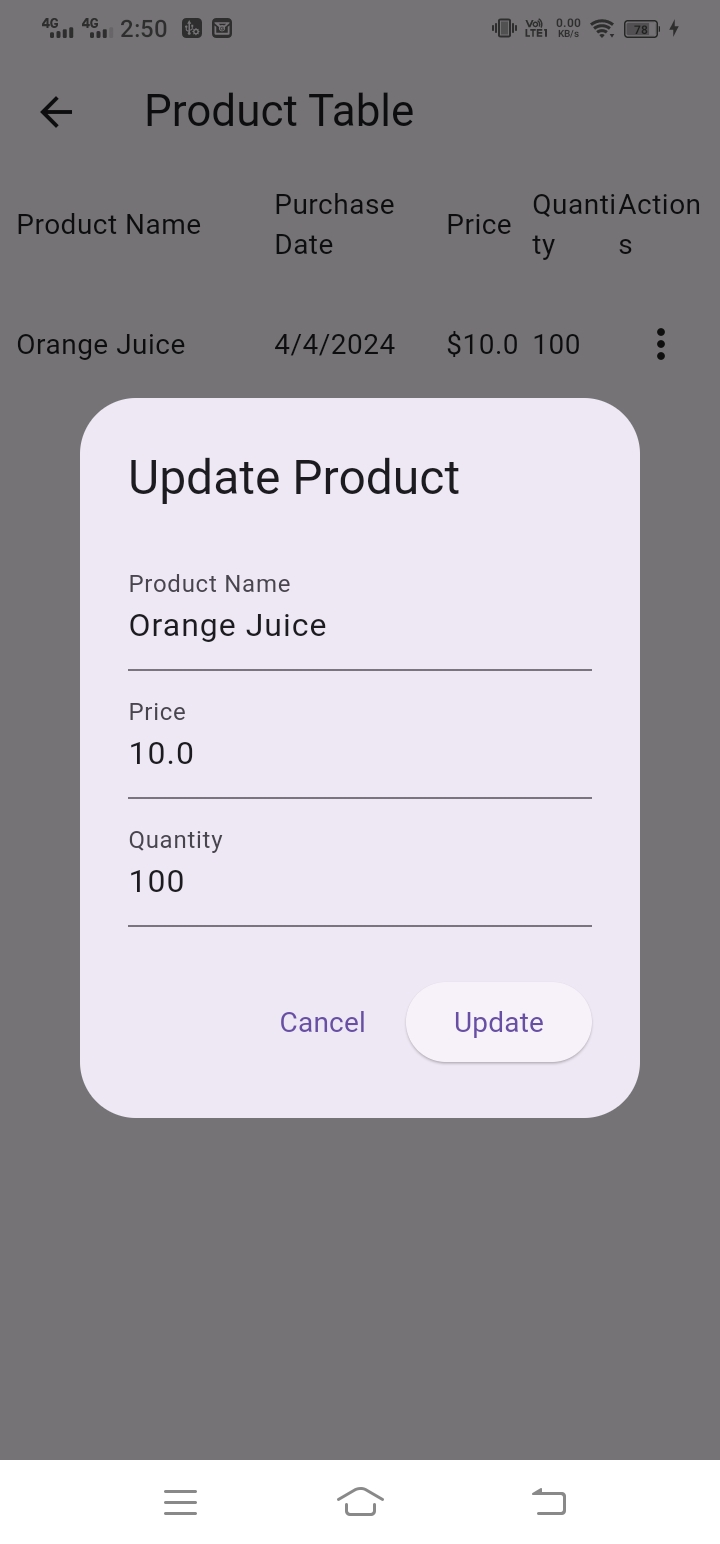 4G 4G 2:50 Vo) LTE1 0.00 KB/s 78
Product Table
Product Name Purchase Date Price Quantity Actions
Orange Juice 4/4/2024 $10.0 100
Update Product
Product Name
Orange Juice
Price
10.0
Quantity
100
Cancel Update